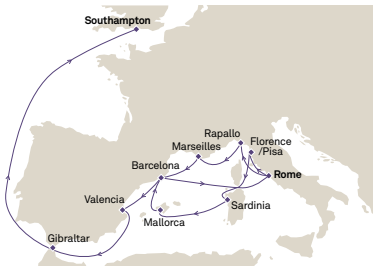 Southampton
Rapallo
Florence
/Pisa
Marseilles
Barcelona
Rome
Valencia
Sardinia
Mallorca
Gibraltar